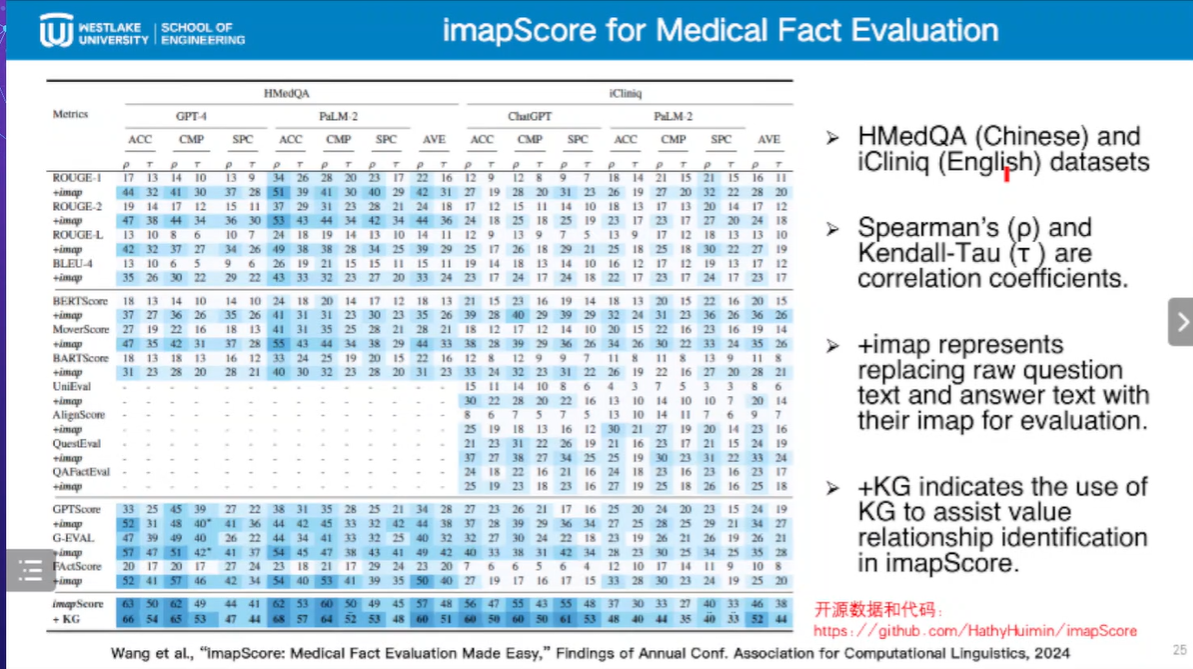 WESTLAKE UNIVERSITY
SCHOOL OF ENGINEERING
imapScore for Medical Fact Evaluation
HMedQA iCliniq
Metrics GPT-4 PaLM-2 ChatGPT PaLM-2
ACC CMP SPC ACC CMP SPC AVE ACC CMP SPC ACC CMP SPC AVE
ρ τ ρ τ ρ τ ρ τ ρ τ ρ τ ρ τ ρ τ ρ τ ρ τ ρ τ ρ τ ρ τ ρ τ
ROUGE-1 17 13 14 10 13 9 34 26 28 20 23 17 22 16 12 9 12 8 9 7 18 14 21 15 21 15 16 11
+imap 44 32 41 30 37 28 51 39 41 30 40 29 42 31 27 19 28 20 31 23 26 19 27 20 32 22 28 20
ROUGE-2 19 14 17 12 15 11 37 29 31 23 28 21 24 18 17 12 15 11 14 10 18 13 17 13 20 14 17 12
+imap 47 38 44 34 36 30 53 43 44 34 42 34 44 36 24 18 25 18 25 19 23 17 23 17 27 20 24 18
ROUGE-L 13 10 8 6 10 7 24 18 19 14 13 10 14 11 12 9 13 9 7 5 13 9 17 12 18 13 13 10
+imap 42 32 37 27 34 26 49 38 38 28 34 25 39 29 25 17 26 18 29 21 25 18 25 18 30 22 27 19
BLEU-4 13 10 6 5 9 6 26 19 21 15 15 11 15 11 19 14 18 13 14 10 16 12 17 12 19 13 17 12
+imap 35 26 30 22 29 22 43 33 32 23 27 20 33 24 23 17 24 17 24 18 22 17 23 17 24 17 23 17
BERTScore 18 13 14 10 14 10 24 18 20 14 17 12 18 13 21 15 23 16 19 14 18 13 20 15 22 16 20 15
+imap 37 27 36 26 35 26 41 31 31 23 30 23 35 26 39 28 40 29 39 29 32 24 31 23 36 26 36 26
MoverScore 27 19 22 16 18 13 41 31 35 25 28 21 28 21 18 12 17 12 14 10 20 15 22 16 23 16 19 14
+imap 47 35 42 31 37 28 55 43 44 34 38 29 44 33 38 28 39 29 36 26 34 26 30 22 33 24 35 26
BARTScore 18 13 18 13 16 12 33 24 25 19 20 15 22 16 12 8 12 9 9 7 11 8 11 8 13 9 11 8
+imap 31 23 28 20 28 21 40 30 32 23 28 20 31 23 33 24 32 23 31 22 26 19 22 16 27 20 28 21
UniEval - - - - - - - - - - - - - - 15 11 14 10 8 6 4 3 7 5 3 3 8 6
+imap - - - - - - - - - - - - - - 30 22 28 20 22 16 13 10 14 10 10 7 20 14
AlignScore - - - - - - - - - - - - - - 8 6 7 5 7 5 13 10 14 11 7 6 9 7
+imap - - - - - - - - - - - - - - 25 19 18 13 16 12 30 21 27 19 20 14 23 16
QuestEval - - - - - - - - - - - - - - 21 23 31 22 26 19 21 16 23 17 21 15 24 19
+imap - - - - - - - - - - - - - - 37 27 38 27 34 25 25 19 30 23 31 22 33 24
QAFactEval - - - - - - - - - - - - - - 24 18 22 16 21 16 24 18 23 16 23 16 23 17
+imap - - - - - - - - - - - - - - 25 19 23 18 23 16 27 19 25 18 26 16 25 18
GPTScore 33 25 45 39 27 22 38 31 35 28 25 21 34 28 27 23 26 21 17 16 25 20 24 20 23 15 24 19
+imap 52 31 48 40* 41 36 44 42 45 33 32 42 44 38 37 28 39 29 36 34 27 25 28 25 29 21 34 27
G-EVAL 47 39 49 40 26 22 44 34 41 33 32 25 40 32 32 27 30 24 22 18 23 19 26 21 26 19 26 21
+imap 57 47 51 42* 41 37 54 45 47 38 43 41 49 42 40 33 38 31 42 34 28 23 30 25 34 25 35 28
FActScore 20 17 20 17 27 24 23 18 21 17 29 24 23 20 7 6 6 5 6 4 12 10 17 14 11 9 10 8
+imap 52 41 57 46 42 34 54 40 53 41 39 35 50 40 27 19 17 16 17 15 33 28 30 23 24 19 25 20
imapScore 63 50 62 49 44 41 62 53 60 50 49 45 57 48 56 47 55 43 55 48 37 30 33 27 40 33 46 38
+ KG 66 54 65 53 47 44 68 57 64 52 53 48 60 51 60 50 60 50 61 53 48 40 44 35 40 33 52 44
➢ HMedQA (Chinese) and
iCliniq (English) datasets
➢ Spearman's (ρ) and
Kendall-Tau (τ ) are
correlation coefficients.
➢ +imap represents
replacing raw question
text and answer text with
their imap for evaluation.
➢ +KG indicates the use of
KG to assist value
relationship identification
in imapScore.
开源数据和代码:
https://github.com/HathyHuimin/imapScore
Wang et al., "ImapScore: Medical Fact Evaluation Made Easy," Findings of Annual Conf. Association for Computational Linguistics, 2024
25